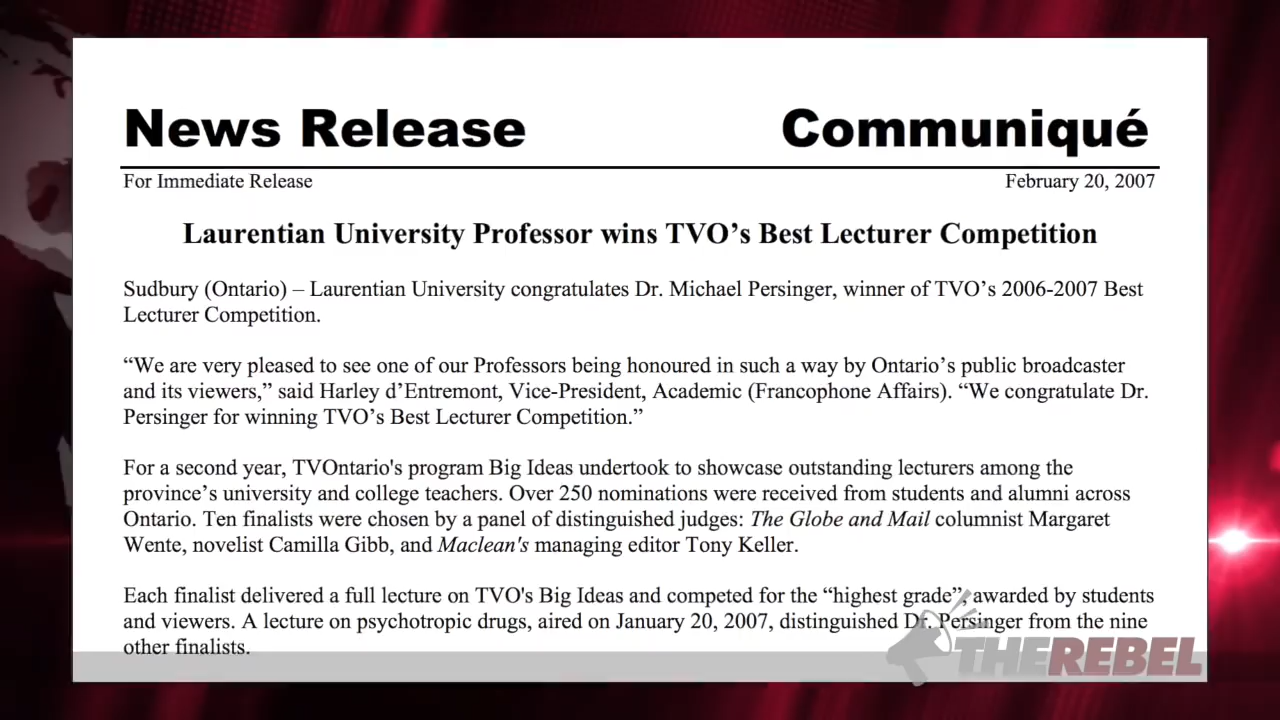 News Release Communiqué
For Immediate Release February 20, 2007
Laurentian University Professor wins TVO’s Best Lecturer Competition
Sudbury (Ontario) – Laurentian University congratulates Dr. Michael Persinger, winner of TVO’s 2006-2007 Best
Lecturer Competition.
“We are very pleased to see one of our Professors being honoured in such a way by Ontario’s public broadcaster
and its viewers,” said Harley d’Entremont, Vice-President, Academic (Francophone Affairs). “We congratulate Dr.
Persinger for winning TVO’s Best Lecturer Competition.”
For a second year, TVOntario's program Big Ideas undertook to showcase outstanding lecturers among the
province’s university and college teachers. Over 250 nominations were received from students and alumni across
Ontario. Ten finalists were chosen by a panel of distinguished judges: The Globe and Mail columnist Margaret
Wente, novelist Camilla Gibb, and Maclean's managing editor Tony Keller.
Each finalist delivered a full lecture on TVO's Big Ideas and competed for the “highest grade” awarded by students
and viewers. A lecture on psychotropic drugs, aired on January 20, 2007, distinguished Dr. Persinger from the nine
other finalists.
THEREBEL